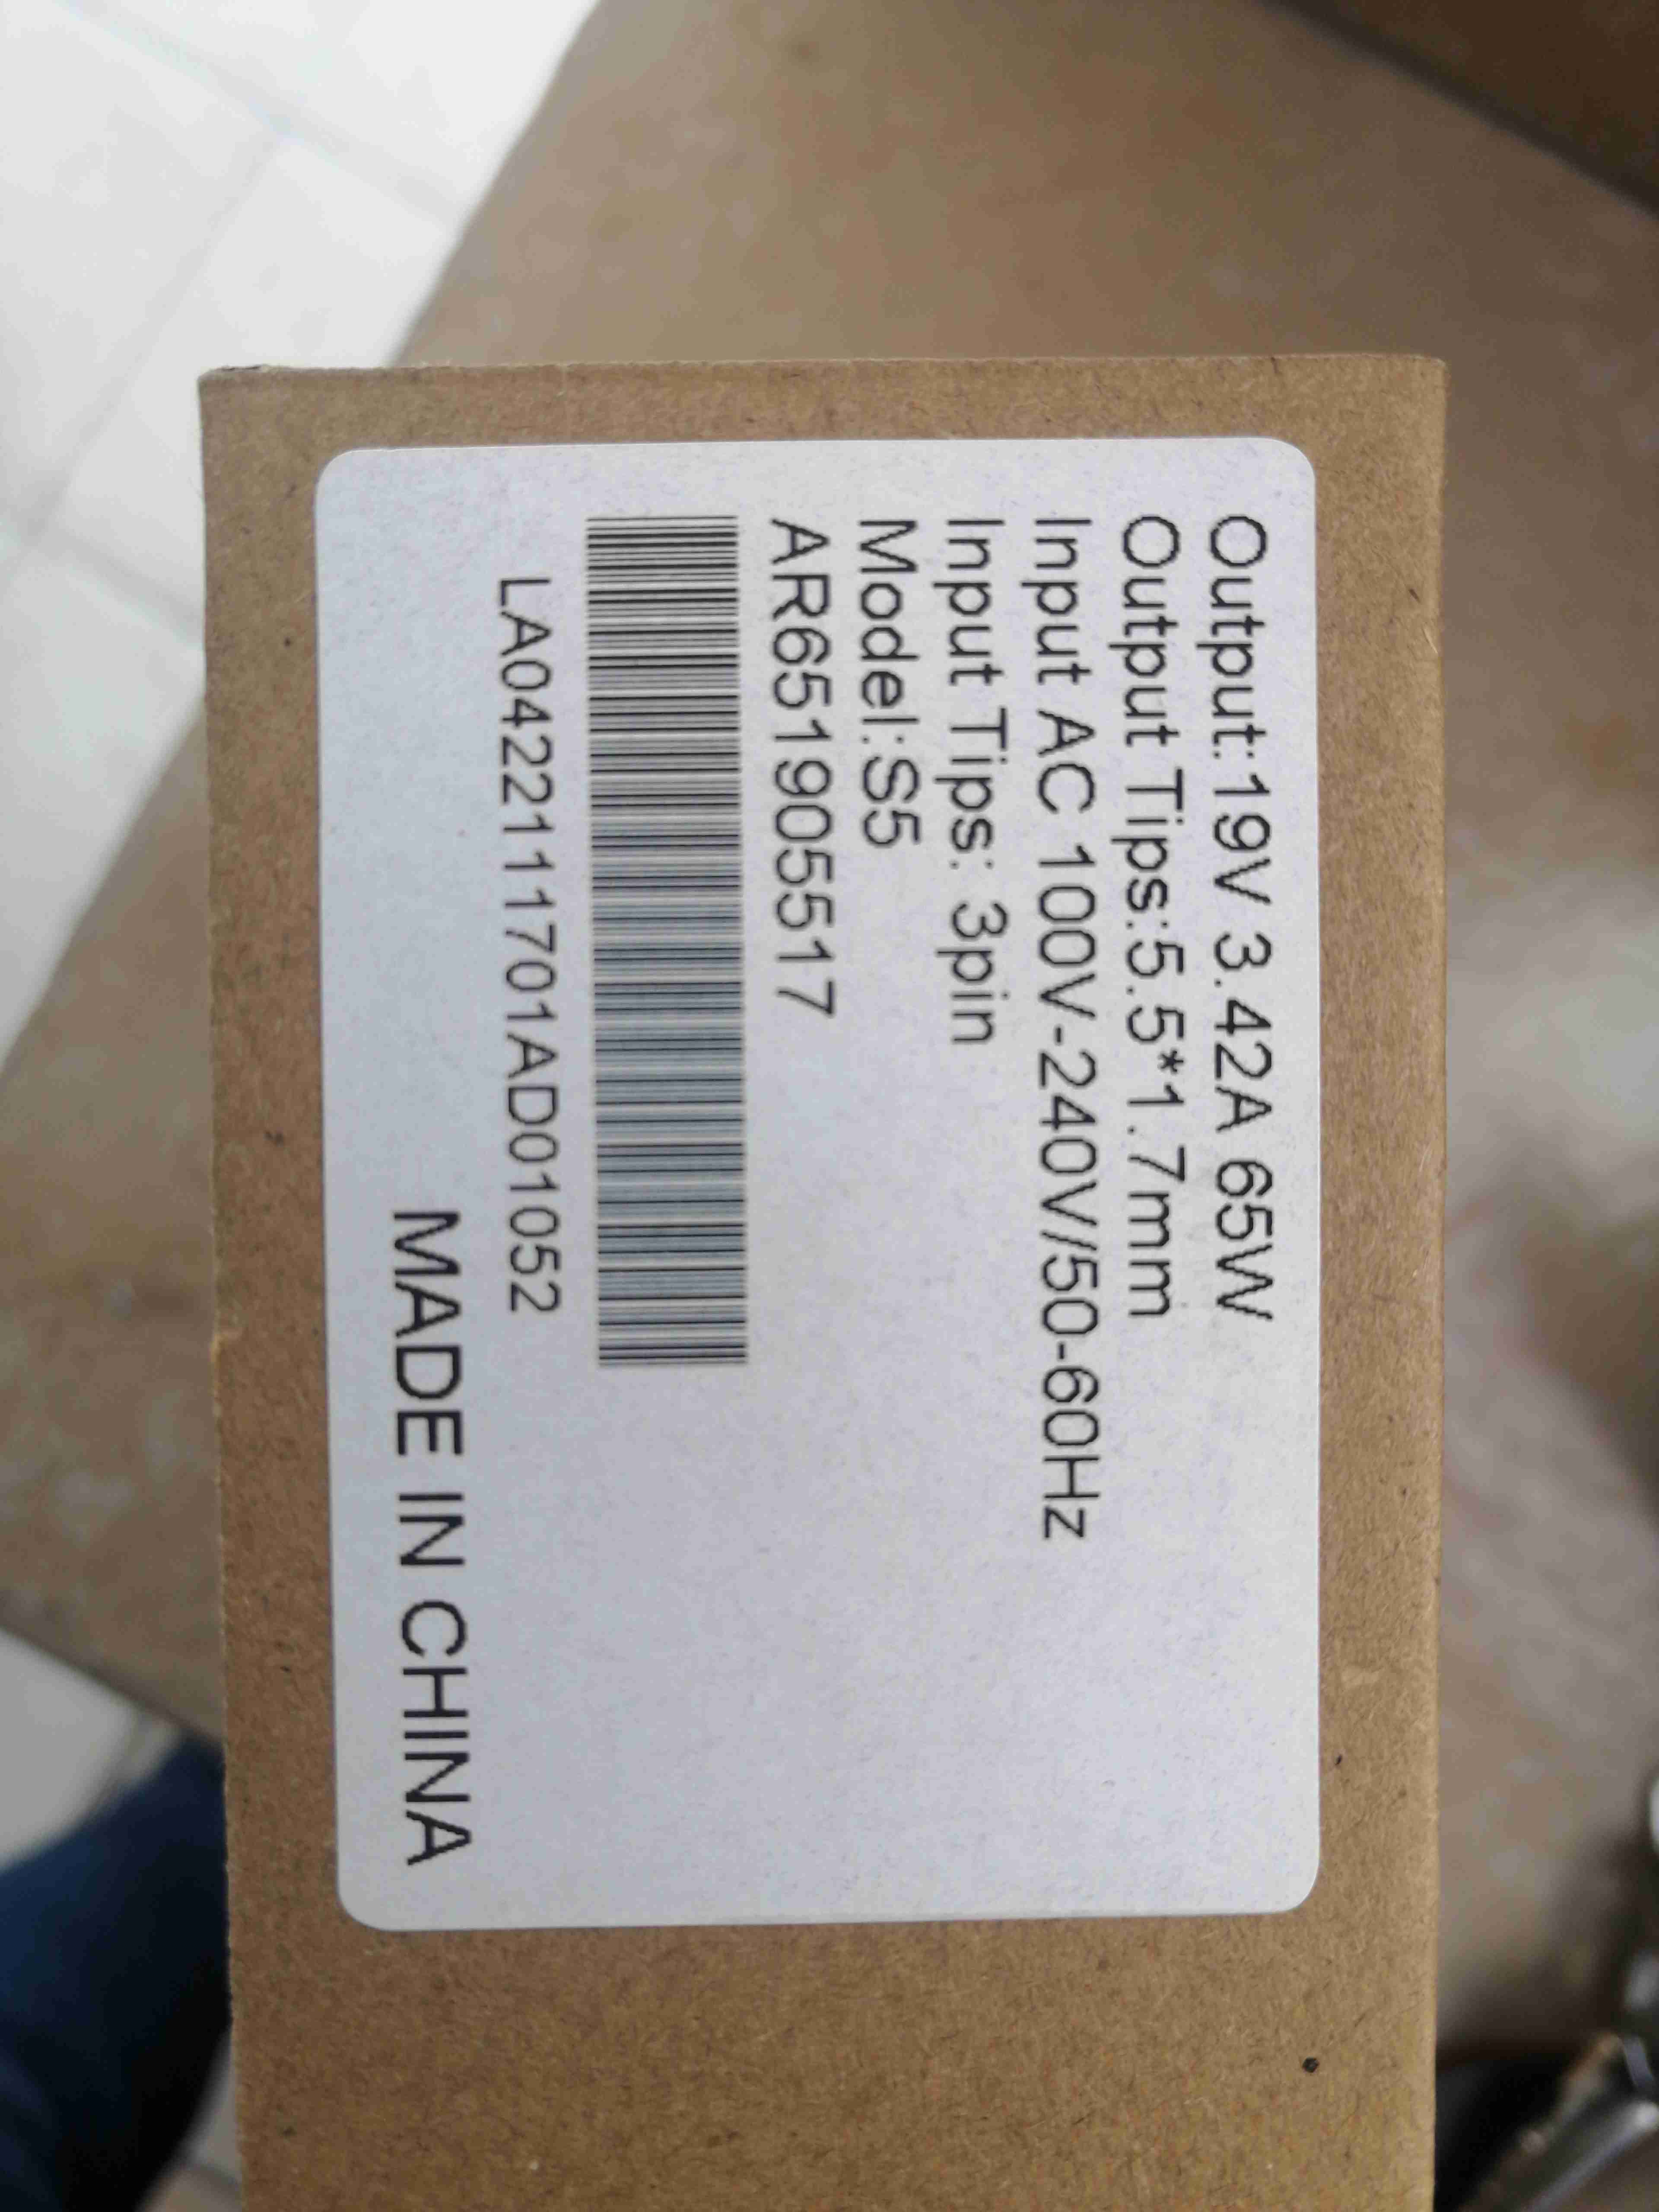 Output:19V 3.42A 65W
Output Tips:5.5*1.7mm
Input AC 100V-240V/50-60Hz
Input Tips: 3pin
Model:S5
AR651905517
LA0422111701AD01052
MADE IN CHINA